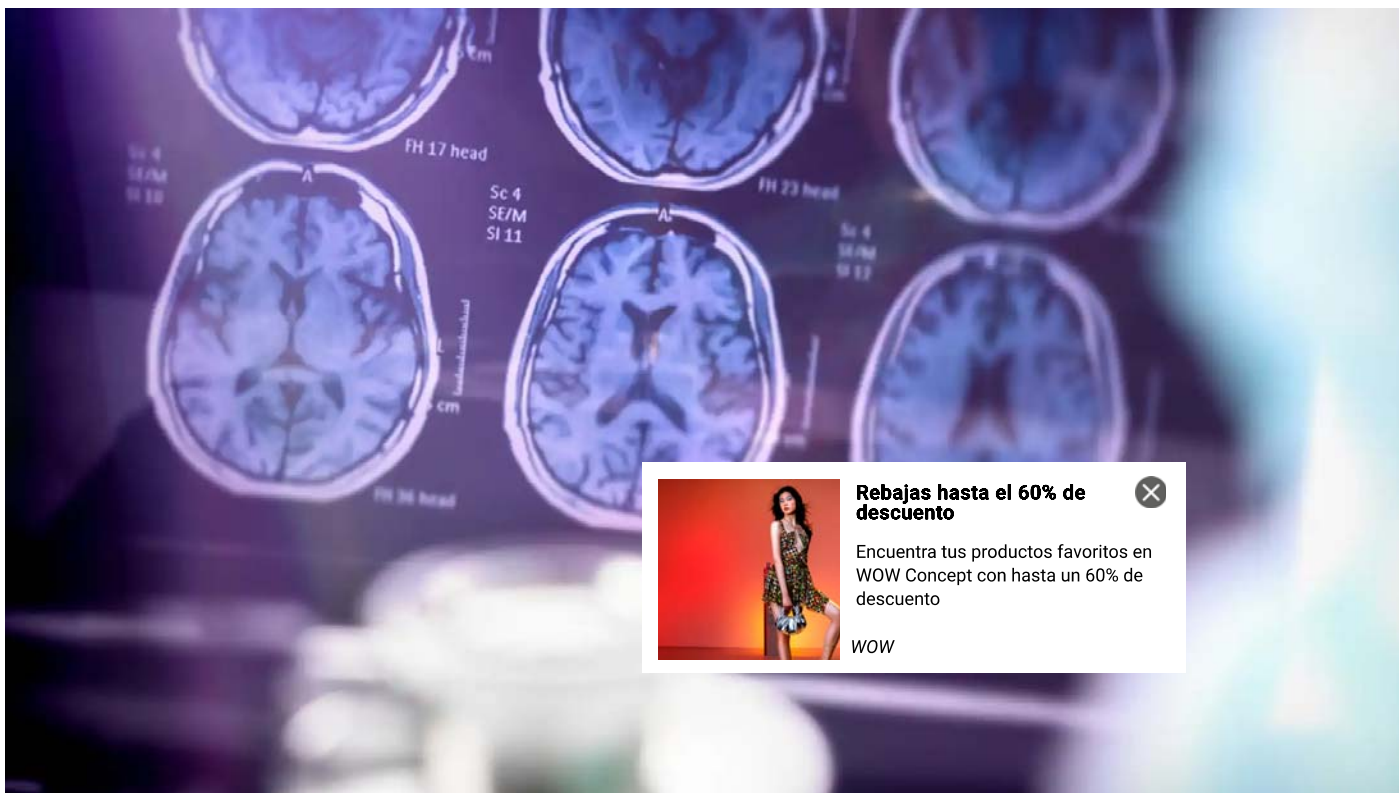 cm
FH 17 head
FH 23 head
Sc 4
SE/M
SI 10
A
Sc 4
SE/M
SI 11
A
Sc 4
SE/M
SI 12
L
cm
FH 36 head
Rebajas hasta el 60% de
descuento
Encuentra tus productos favoritos en
WOW Concept con hasta un 60% de
descuento
WOW